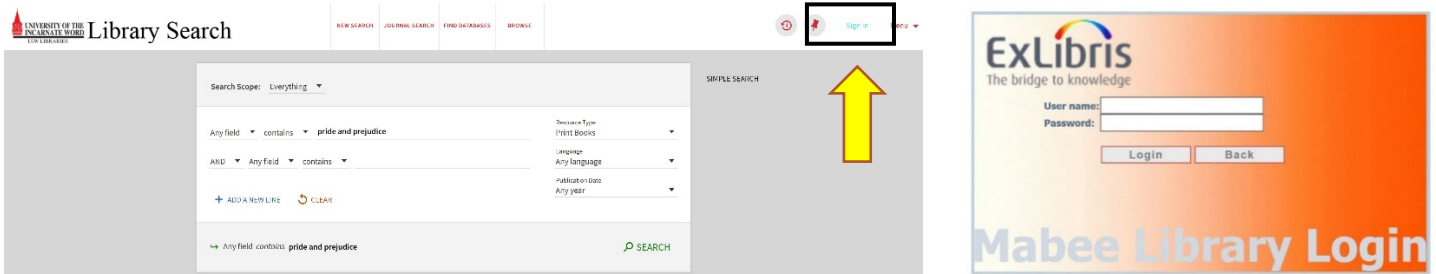 UNIVERSITY OF THE
INCARNATE WORD
UIW LIBRARIES
Library Search
NEW SEARCH
JOURNAL SEARCH
FIND DATABASES
BROWSE
Sign in
Menu
Search Scope: Everything
SIMPLE SEARCH
Any field contains pride and prejudice
Resource Type
Print Books
AND Any field contains
Language
Any language
Publication Date
Any year
+ ADD A NEW LINE
CLEAR
Any field contains pride and prejudice
SEARCH
ExLibris
The bridge to knowledge
User name:
Password:
Login
Back
Mabee Library Login